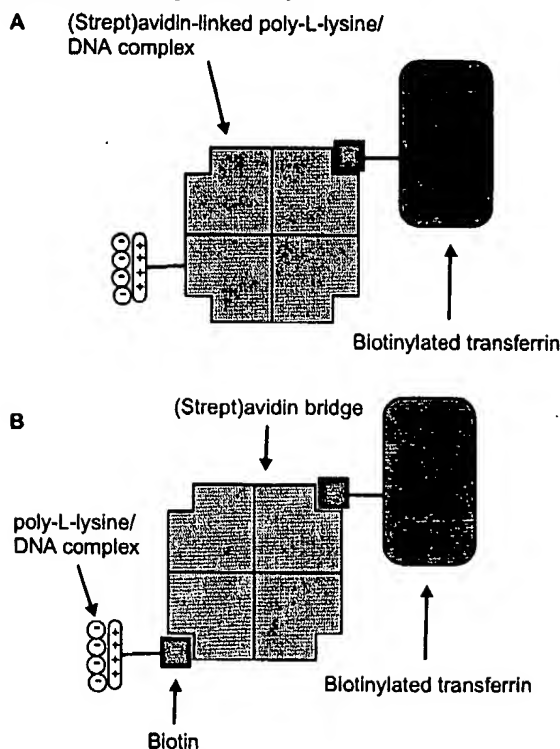 A
(Strept)avidin-linked poly-L-lysine/
DNA complex
- + - + - + - +
Biotinylated transferrin
B
(Strept)avidin bridge
poly-L-lysine/
DNA complex
- + - + - + - +
Biotinylated transferrin
Biotin